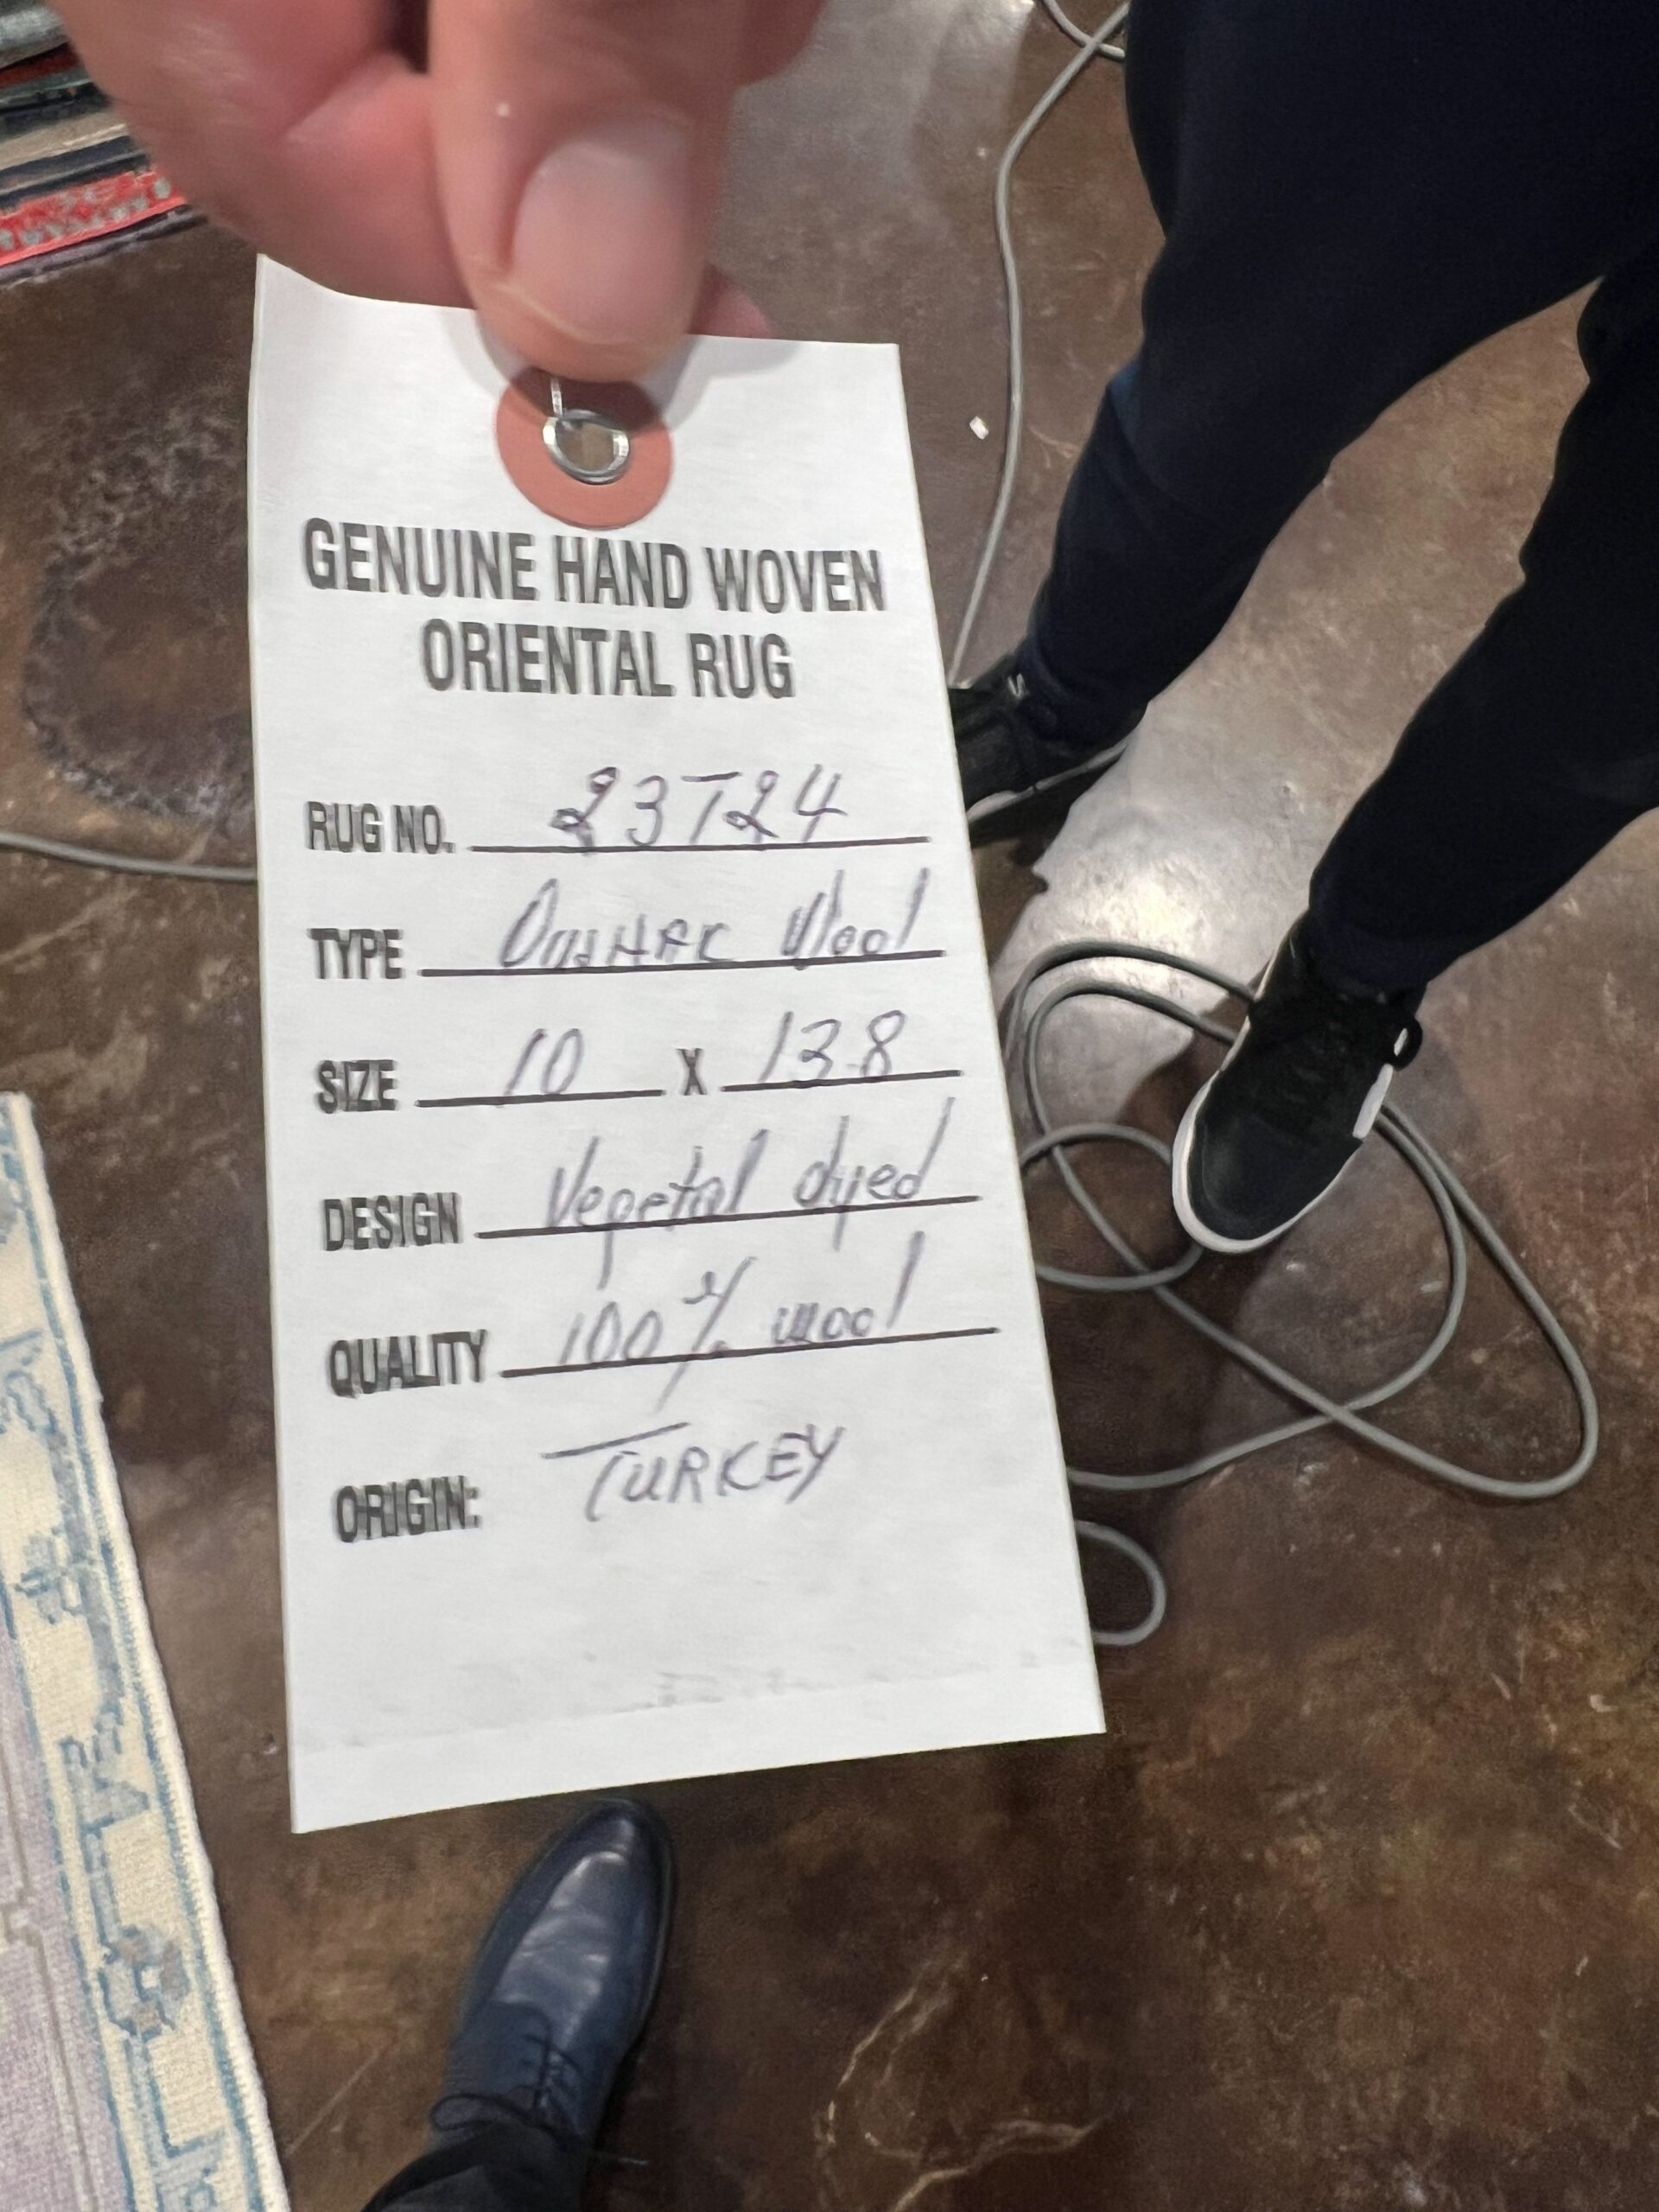 GENUINE HAND WOVEN
ORIENTAL RUG
RUG NO. 23724
TYPE Oushak Wool
SIZE 10 X 13.8
DESIGN Vegetal dyed
QUALITY 100% wool
ORIGIN: TURKEY